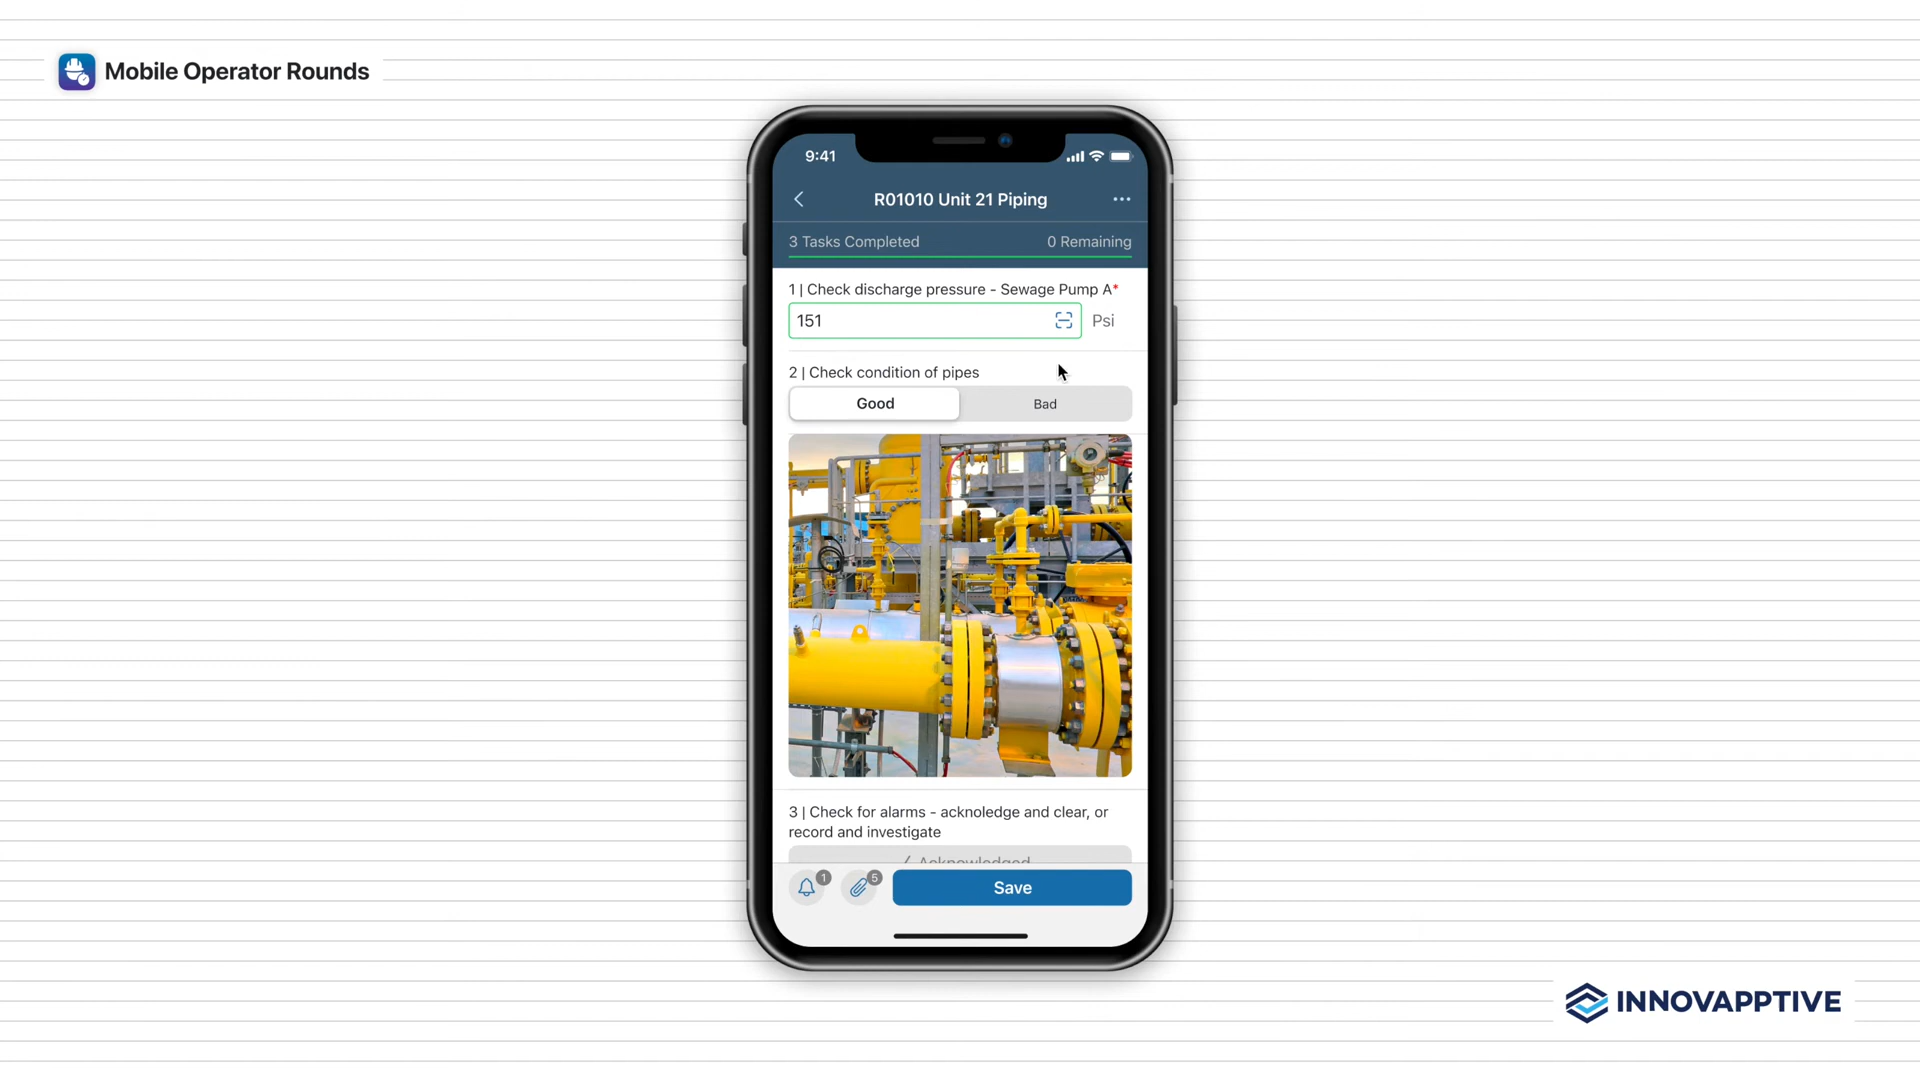 Mobile Operator Rounds
9:41
R01010 Unit 21 Piping
3 Tasks Completed
0 Remaining
1 | Check discharge pressure - Sewage Pump A*
151
Psi
2 | Check condition of pipes
Good
Bad
3 | Check for alarms - acknoledge and clear, or
record and investigate
Acknowledged
1
5
Save
INNOVAPPTIVE